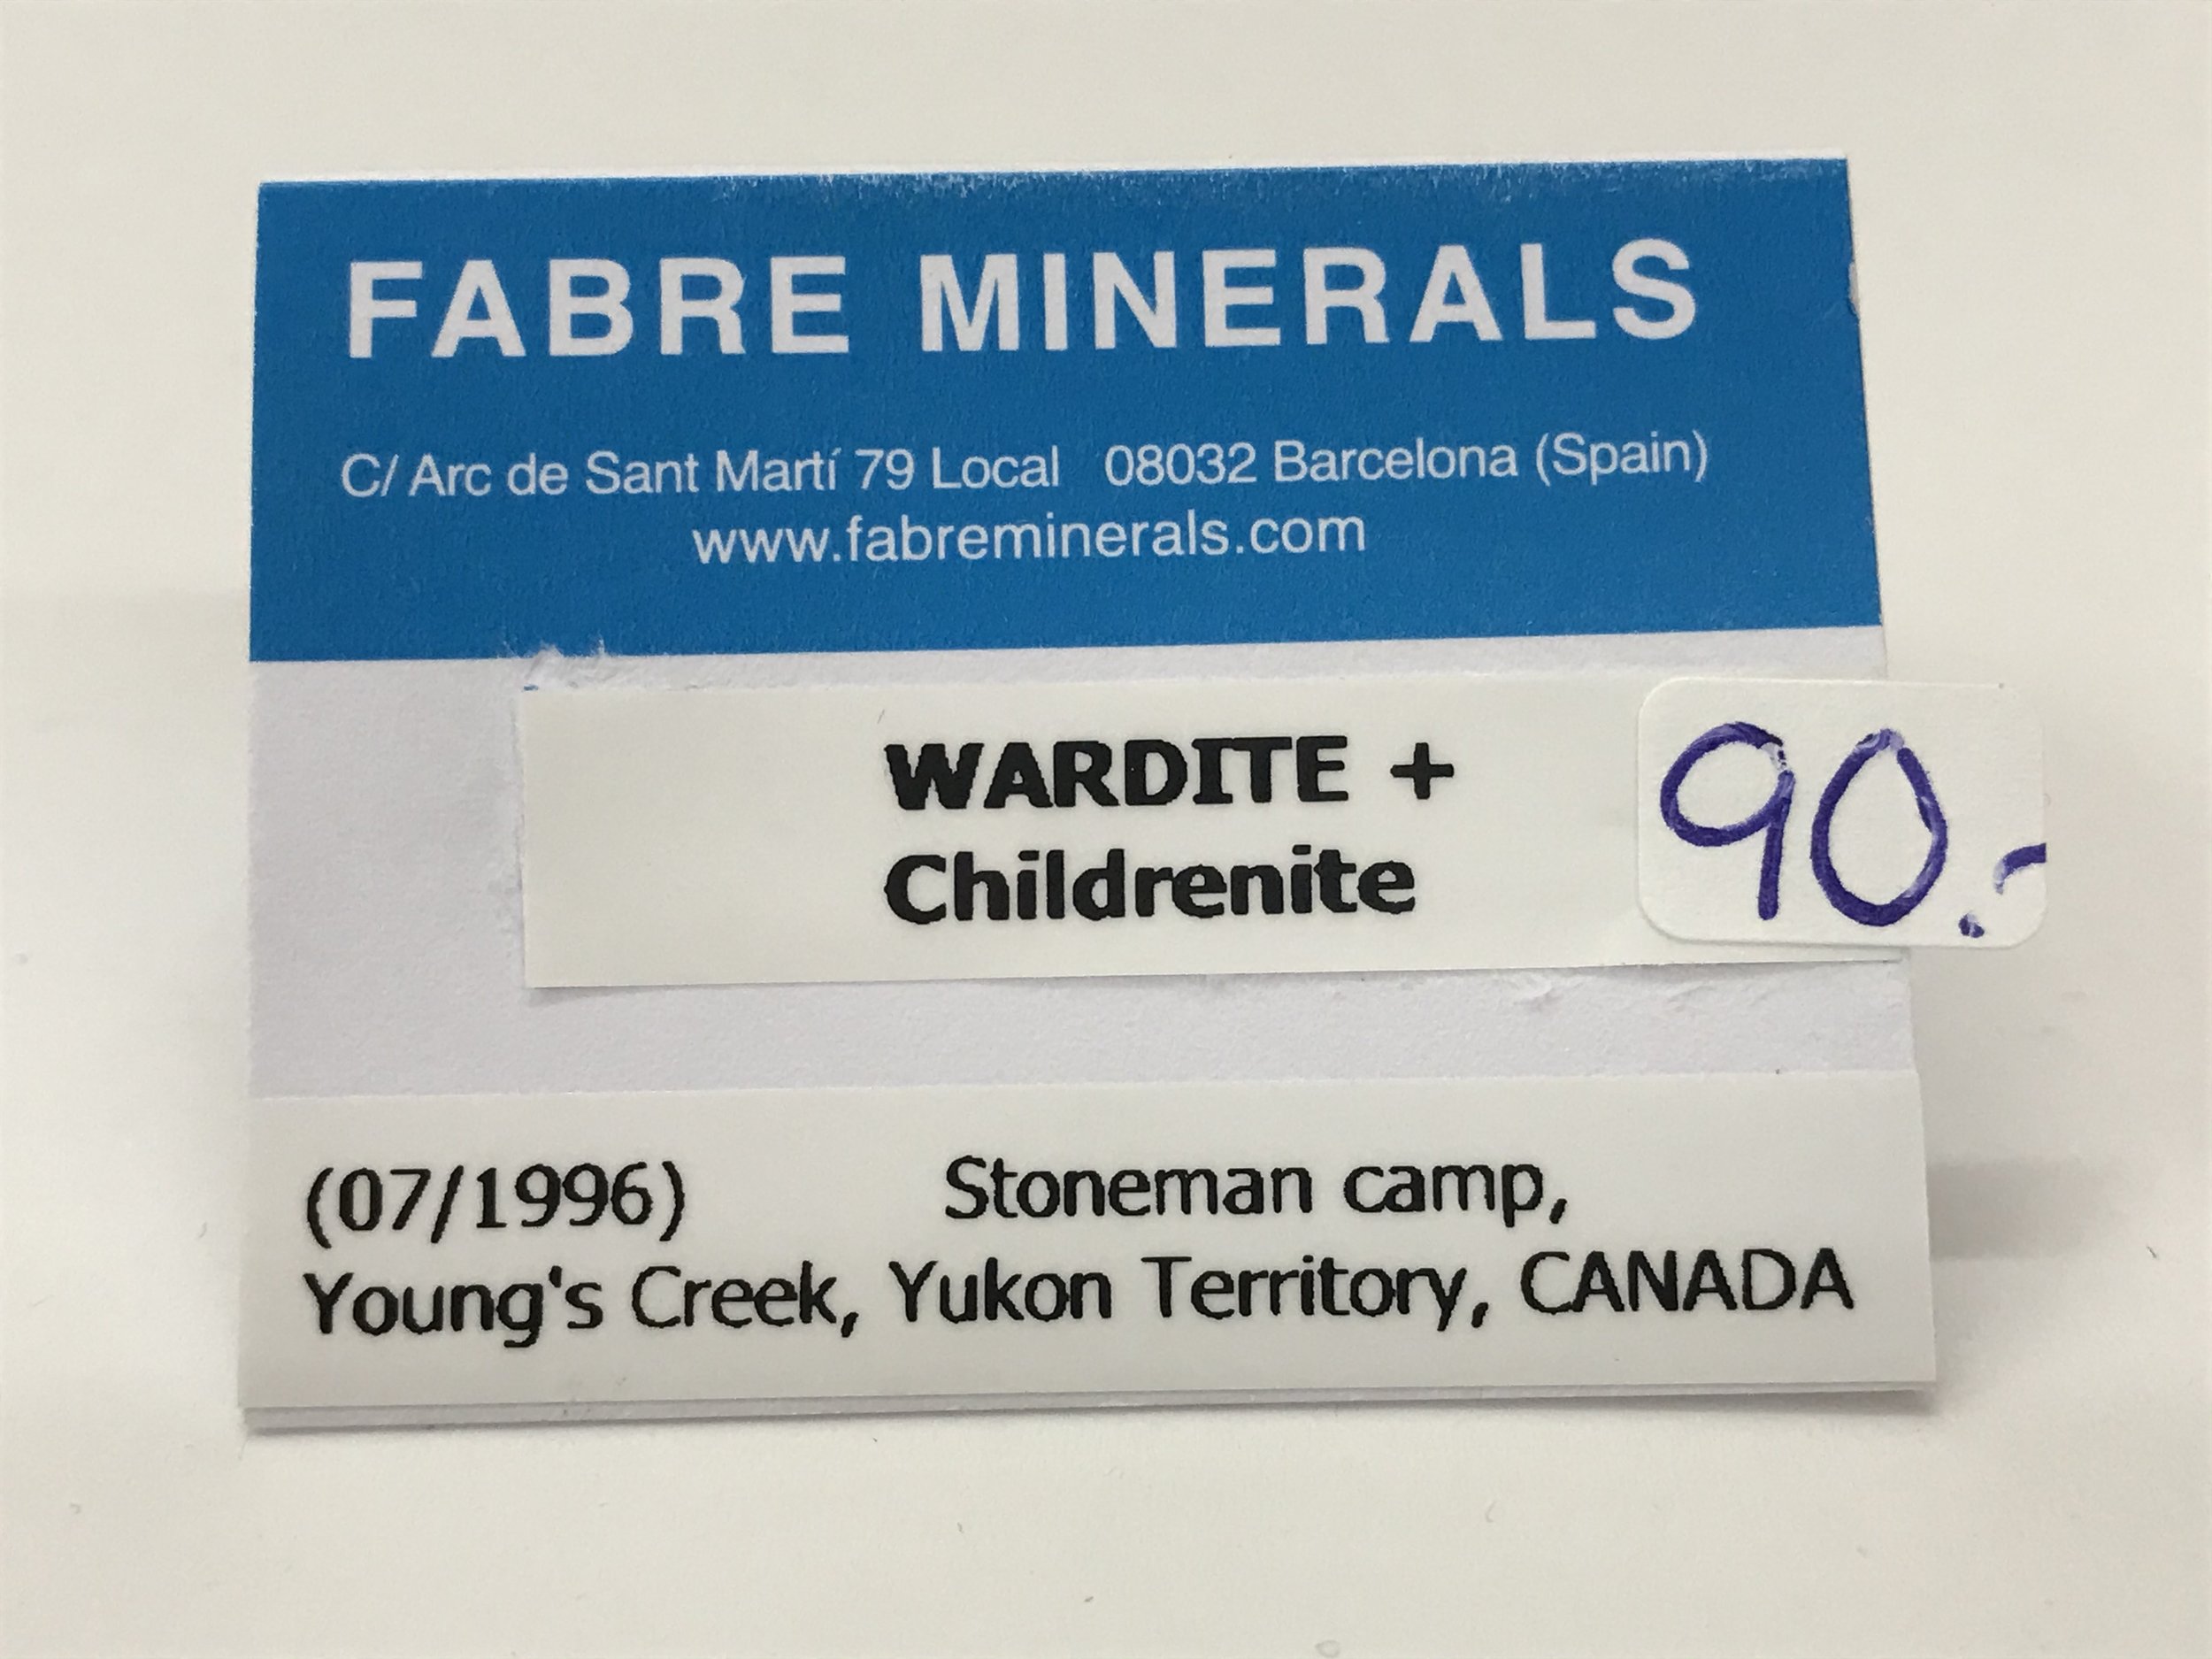 FABRE MINERALS
C/ Arc de Sant Martí 79 Local 08032 Barcelona (Spain)
www.fabreminerals.com
WARDITE +
Childrenite
90.-
(07/1996) Stoneman camp,
Young's Creek, Yukon Territory, CANADA